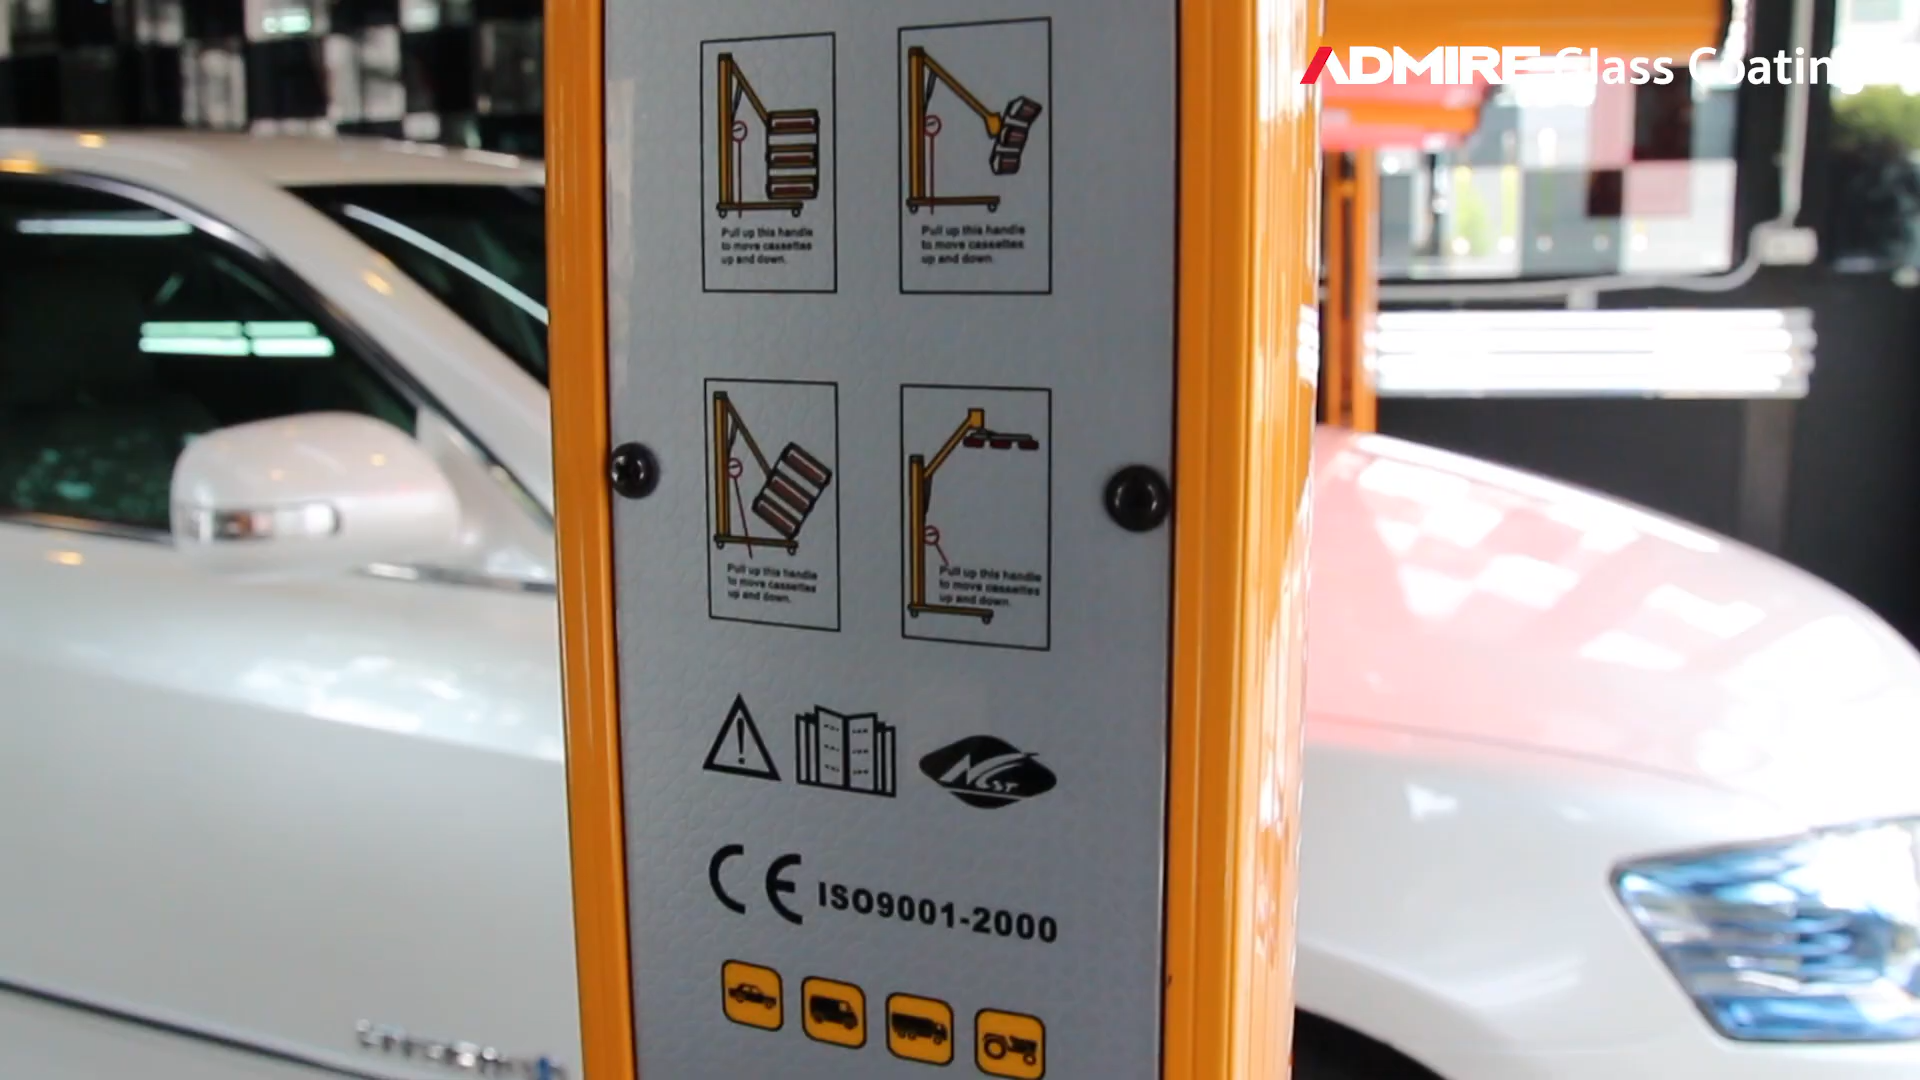 ADMIRE Glass Coating
Pull up this handle
to move cassettes
up and down.
Pull up this handle
to move cassettes
up and down.
Pull up this handle
to move cassettes
up and down.
Pull up this handle
to move cassettes
up and down.
NCST
CE ISO9001-2000